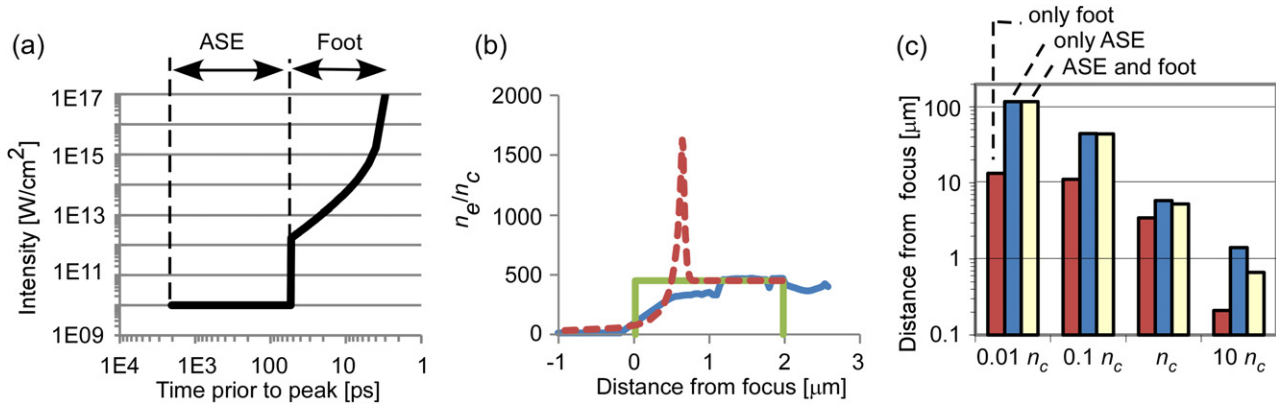 (a)
ASE
Foot
Intensity [W/cm2]
1E17
1E15
1E13
1E11
1E09
1E4
1E3
100
10
1
Time prior to peak [ps]
(b)
ne/nc
2000
1500
1000
500
0
-1
0
1
2
3
Distance from focus [μm]
(c)
only foot
only ASE
ASE and foot
Distance from focus [μm]
100
10
1
0.1
0.01 nc
0.1 nc
nc
10 nc